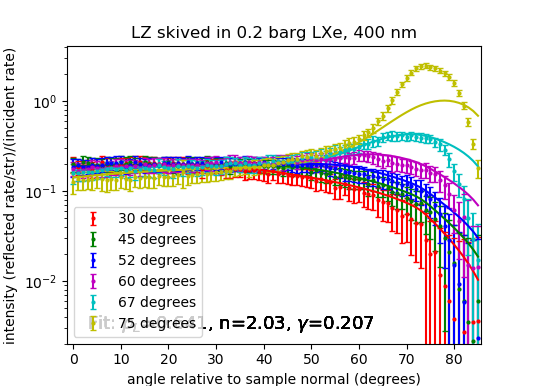 LZ skived in 0.2 barg LXe, 400 nm
intensity (reflected rate/str)/(incident rate)
10⁰
10⁻¹
10⁻²
30 degrees
45 degrees
52 degrees
60 degrees
67 degrees
75 degrees
Fit: n=2.03, γ=0.207
0 10 20 30 40 50 60 70 80
angle relative to sample normal (degrees)